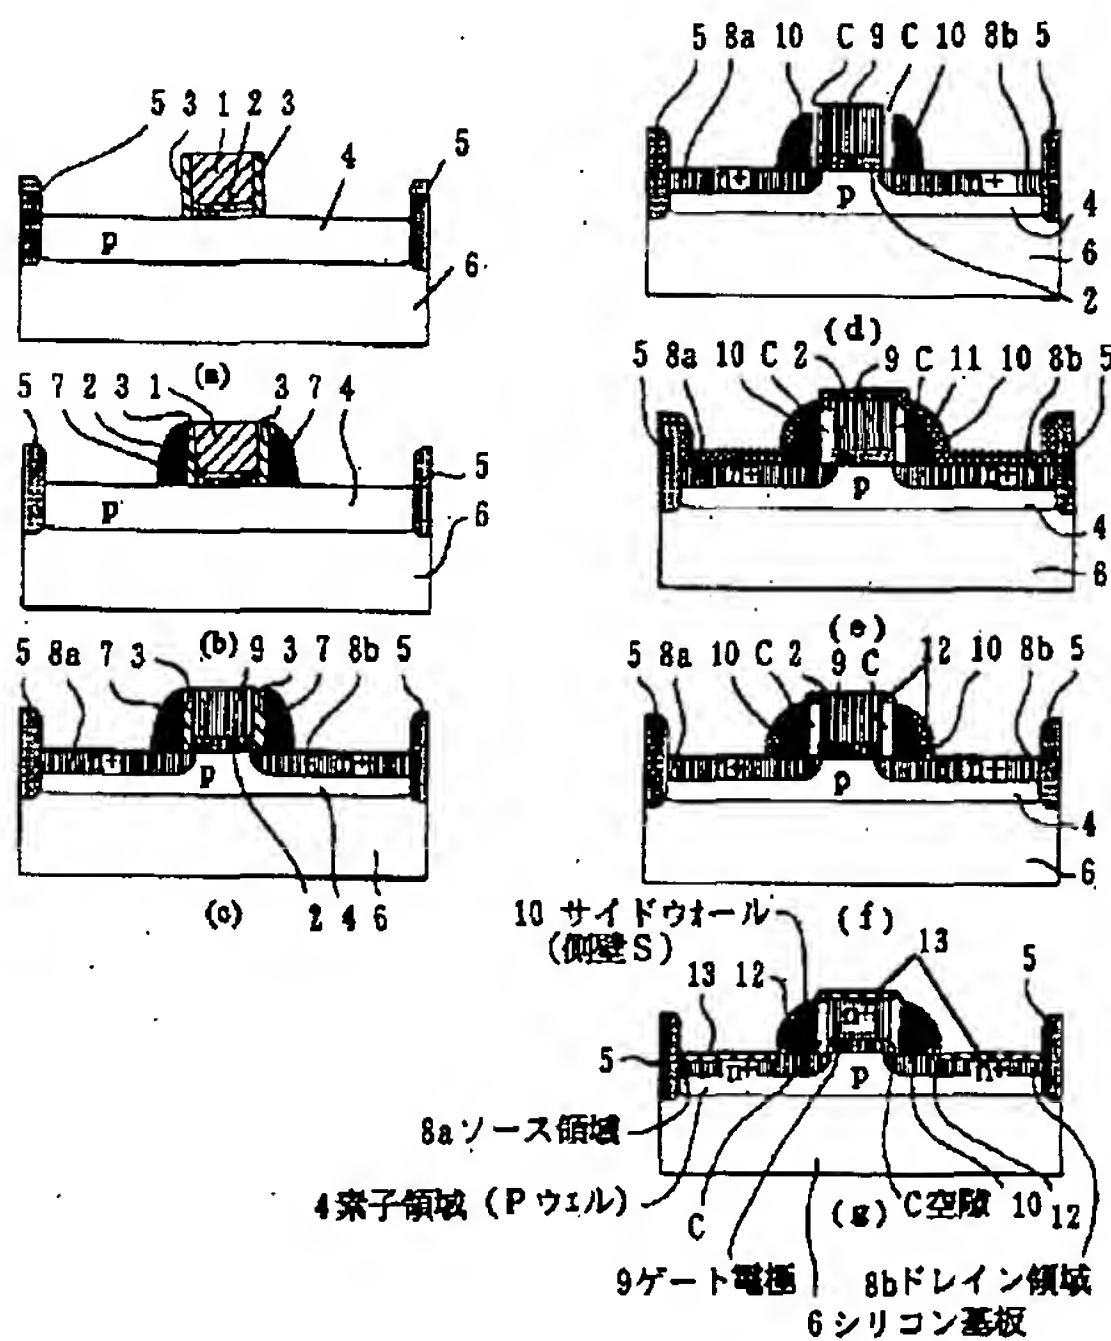 5 3 1 2 3 4 5
p
6
(a)
5 7 2 3 1 3 7 4
5
p
6
(b)
5 8a 7 3 9 3 7 8b 5
n+ p n+
(c) 2 4 6
5 8a 10 C 9 C 10 8b 5
n+ p n+
4
6
2
(d)
5 8a 10 C 2 9 C 11 10 8b 5
n+ p n+
4
6
(e)
5 8a 10 C 2 9 C 12 10 8b 5
n+ p n+
4
6
(f)
10 サイドウォール
(側壁S)
13 12 13 5
n+
5 n+ p n+
8aソース領域
4素子領域(Pウェル)
C (g) C空隙 10 12
9ゲート電極 8bドレイン領域
6シリコン基板